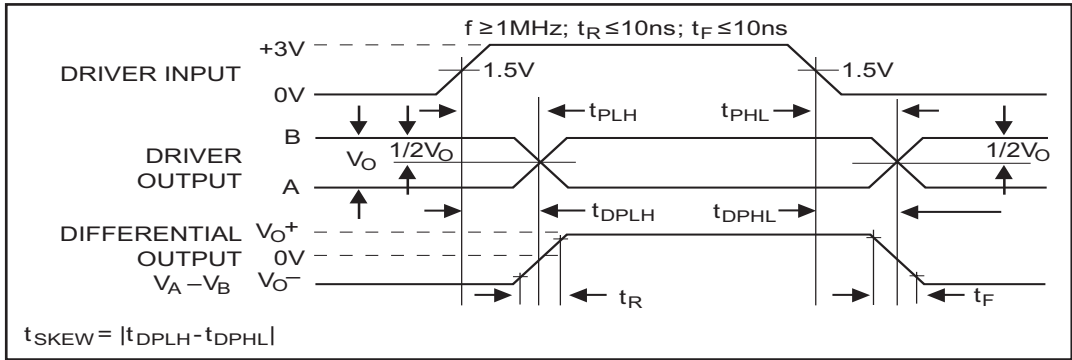 f ≥1MHz; tR ≤10ns; tF ≤10ns
+3V
DRIVER INPUT
1.5V
1.5V
0V
tPLH
tPHL
B
DRIVER
OUTPUT
VO
1/2VO
1/2VO
A
tDPLH
tDPHL
DIFFERENTIAL
OUTPUT
VA –VB
VO+
0V
VO–
tR
tF
tSKEW = |tDPLH-tDPHL|